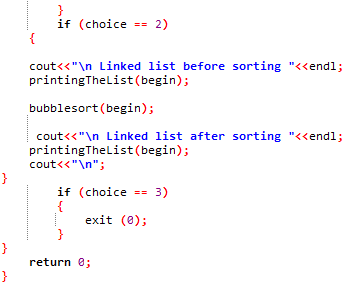 }
if (choice == 2)
{
cout<<"\n Linked list before sorting "<<endl;
printingTheList(begin);
bubblesort(begin);
cout<<"\n Linked list after sorting "<<endl;
printingTheList(begin);
cout<<"\n";
}
if (choice == 3)
{
exit (0);
}
}
return 0;
}